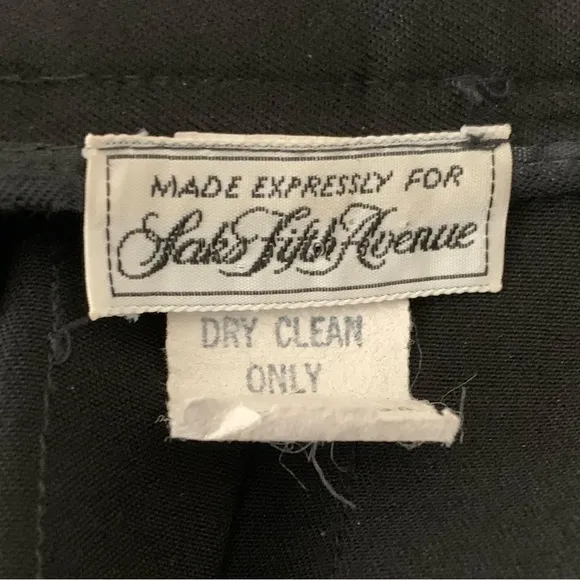 MADE EXPRESSLY FOR
Saks Fifth Avenue
DRY CLEAN
ONLY